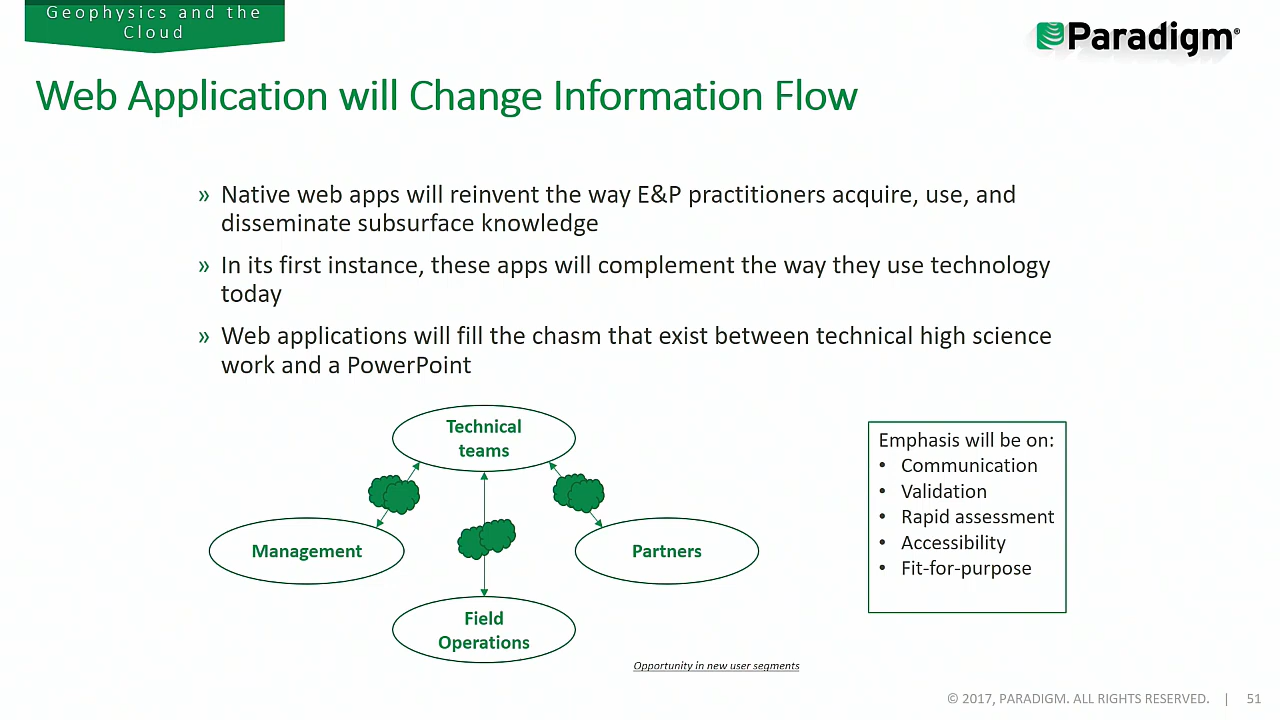 Geophysics and the
Cloud
Paradigm®
Web Application will Change Information Flow
» Native web apps will reinvent the way E&P practitioners acquire, use, and
disseminate subsurface knowledge
» In its first instance, these apps will complement the way they use technology
today
» Web applications will fill the chasm that exist between technical high science
work and a PowerPoint
Technical
teams
Management
Partners
Field
Operations
Emphasis will be on:
• Communication
• Validation
• Rapid assessment
• Accessibility
• Fit-for-purpose
Opportunity in new user segments
© 2017, PARADIGM. ALL RIGHTS RESERVED. | 51